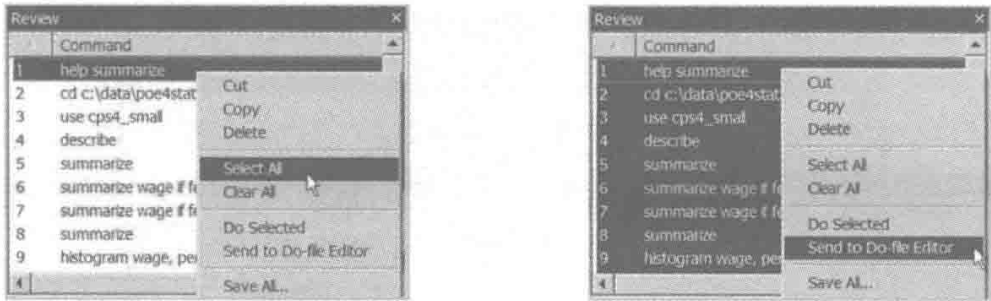 Review
Command
1 help summarize
2 cd c:\data\poe4stat
3 use cps4_small
4 describe
5 summarize
6 summarize wage if fe
7 summarize wage if fe
8 summarize
9 histogram wage, per
Cut
Copy
Delete
Select All
Clear All
Do Selected
Send to Do-file Editor
Save All...
Review
Command
1 help summarize
2 cd c:\data\poe4stat
3 use cps4_small
4 describe
5 summarize
6 summarize wage if fe
7 summarize wage if fe
8 summarize
9 histogram wage, per
Cut
Copy
Delete
Select All
Clear All
Do Selected
Send to Do-file Editor
Save All...